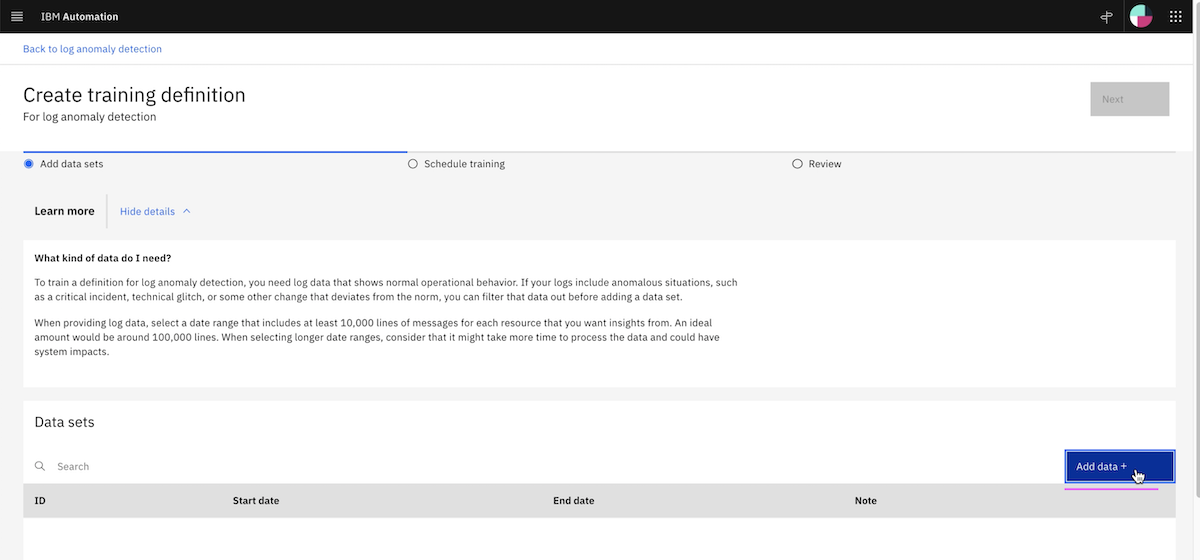 IBM Automation
Back to log anomaly detection
Create training definition
For log anomaly detection
Next
Add data sets
Schedule training
Review
Learn more
Hide details
What kind of data do I need?
To train a definition for log anomaly detection, you need log data that shows normal operational behavior. If your logs include anomalous situations, such
as a critical incident, technical glitch, or some other change that deviates from the norm, you can filter that data out before adding a data set.
When providing log data, select a date range that includes at least 10,000 lines of messages for each resource that you want insights from. An ideal
amount would be around 100,000 lines. When selecting longer date ranges, consider that it might take more time to process the data and could have
system impacts.
Data sets
Search
Add data +
ID Start date End date Note